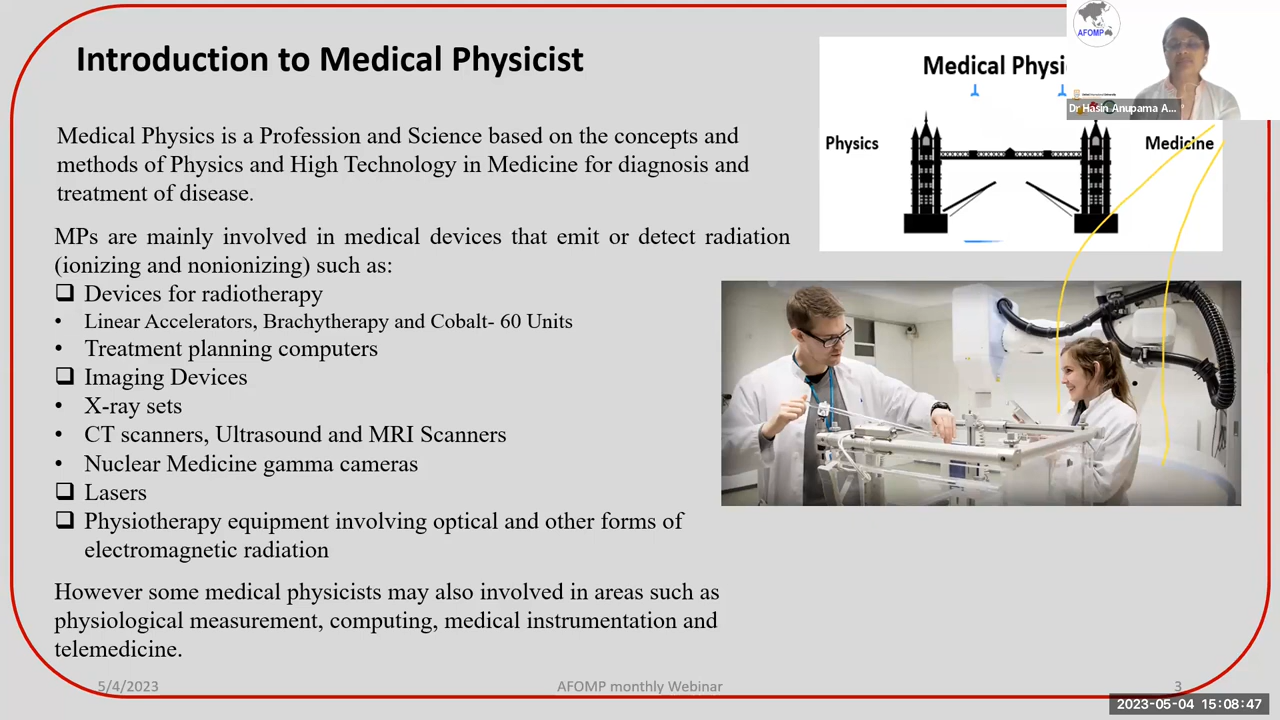 Introduction to Medical Physicist
Medical Physics is a Profession and Science based on the concepts and
methods of Physics and High Technology in Medicine for diagnosis and
treatment of disease.
MPs are mainly involved in medical devices that emit or detect radiation
(ionizing and nonionizing) such as:
❑ Devices for radiotherapy
• Linear Accelerators, Brachytherapy and Cobalt- 60 Units
• Treatment planning computers
❑ Imaging Devices
• X-ray sets
• CT scanners, Ultrasound and MRI Scanners
• Nuclear Medicine gamma cameras
❑ Lasers
❑ Physiotherapy equipment involving optical and other forms of
electromagnetic radiation
However some medical physicists may also involved in areas such as
physiological measurement, computing, medical instrumentation and
telemedicine.
Medical Physi
Physics
Medicine
AFOMP
Dr Hasin Anupama A...
5/4/2023
AFOMP monthly Webinar
3
2023-05-04 15:08:47